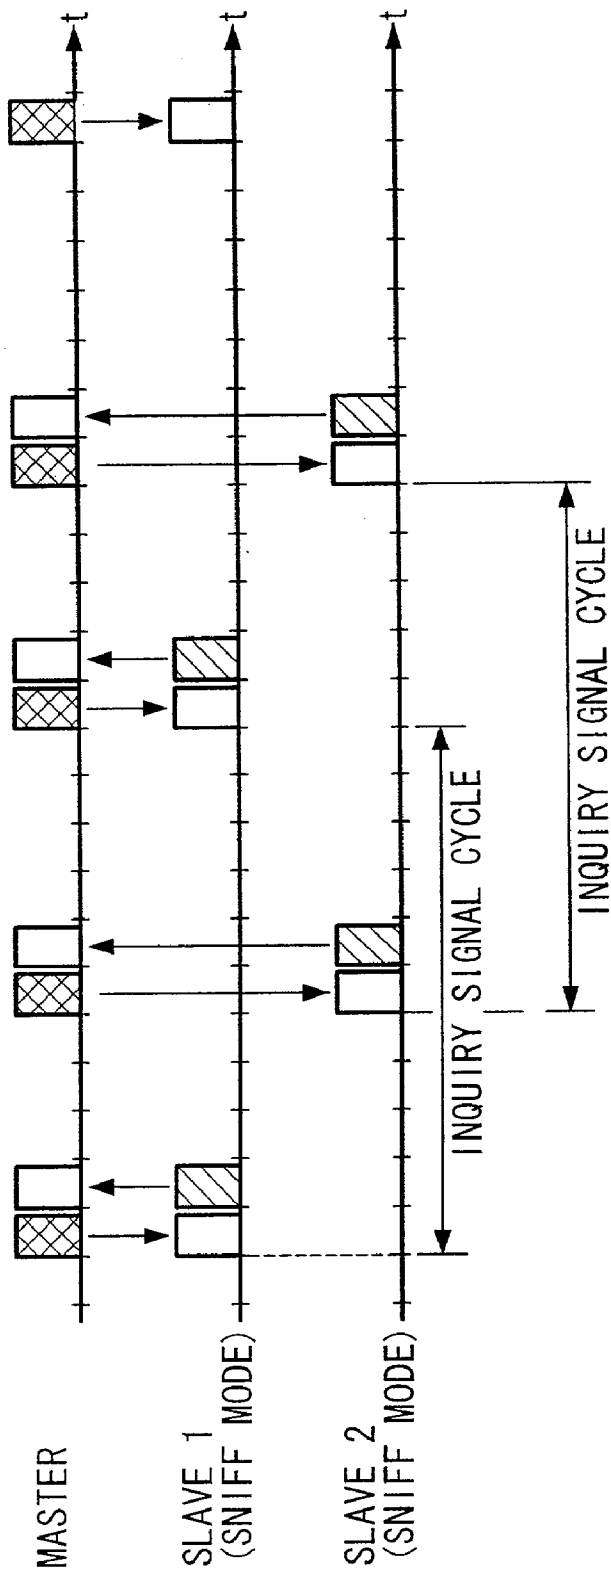 MASTER
t
SLAVE 1
(SNIFF MODE)
t
SLAVE 2
(SNIFF MODE)
t
INQUIRY SIGNAL CYCLE
INQUIRY SIGNAL CYCLE